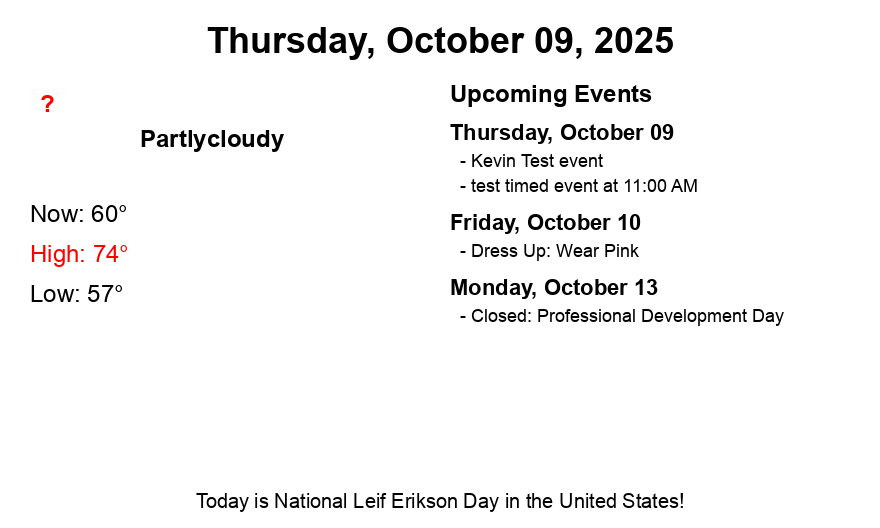 Thursday, October 09, 2025
?
Partlycloudy
Now: 60°
High: 74°
Low: 57°
Upcoming Events
Thursday, October 09
- Kevin Test event
- test timed event at 11:00 AM
Friday, October 10
- Dress Up: Wear Pink
Monday, October 13
- Closed: Professional Development Day
Today is National Leif Erikson Day in the United States!